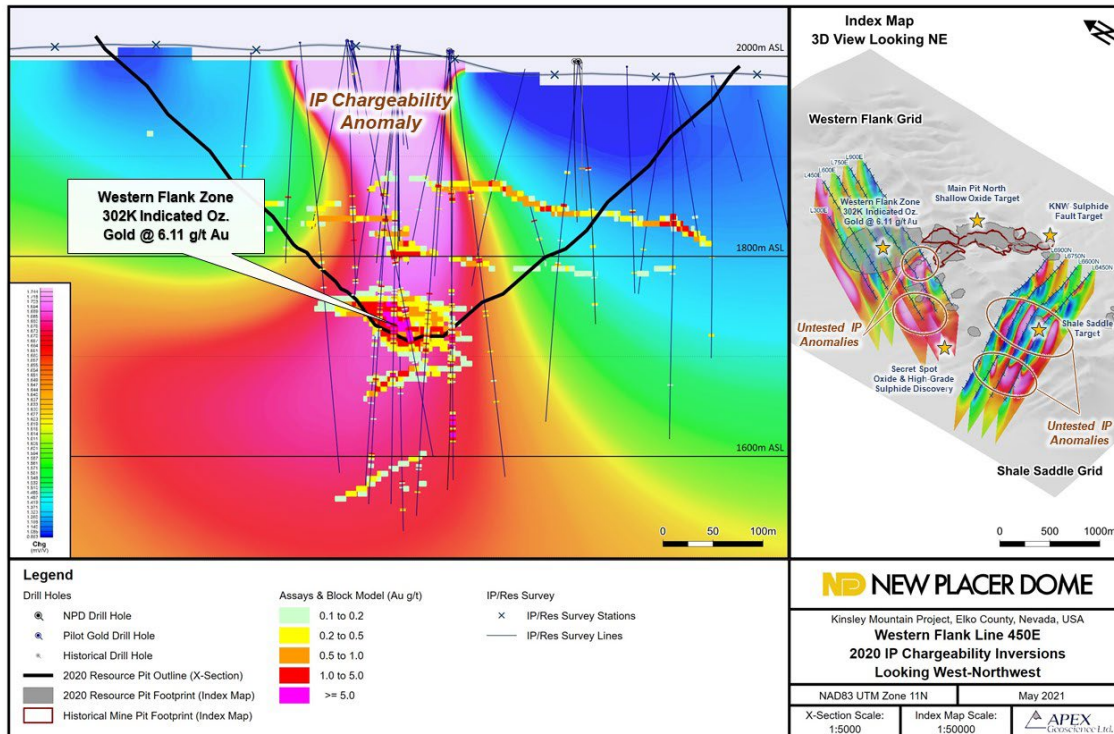 2000m ASL
1800m ASL
1600m ASL
IP Chargeability
Anomaly
Western Flank Zone
302K Indicated Oz.
Gold @ 6.11 g/t Au
Chg
(mV/V)
0 50 100m
Index Map
3D View Looking NE
N
Western Flank Grid
L900E
L750E
L600E
L450E
L300E
Western Flank Zone
302K Indicated Oz.
Gold @ 6.11 g/t Au
Main Pit North
Shallow Oxide Target
KNW Sulphide
Fault Target
L6900N
L6750N
L6600N
L6450N
Untested IP
Anomalies
Shale Saddle
Target
Secret Spot
Oxide & High-Grade
Sulphide Discovery
Untested IP
Anomalies
Shale Saddle Grid
0 500 1000m
Legend
Drill Holes
NPD Drill Hole
Pilot Gold Drill Hole
Historical Drill Hole
2020 Resource Pit Outline (X-Section)
2020 Resource Pit Footprint (Index Map)
Historical Mine Pit Footprint (Index Map)
Assays & Block Model (Au g/t)
0.1 to 0.2
0.2 to 0.5
0.5 to 1.0
1.0 to 5.0
>= 5.0
IP/Res Survey
IP/Res Survey Stations
IP/Res Survey Lines
NEW PLACER DOME
Kinsley Mountain Project, Elko County, Nevada, USA
Western Flank Line 450E
2020 IP Chargeability Inversions
Looking West-Northwest
NAD83 UTM Zone 11N
May 2021
X-Section Scale:
1:5000
Index Map Scale:
1:50000
APEX
Geoscience Ltd.